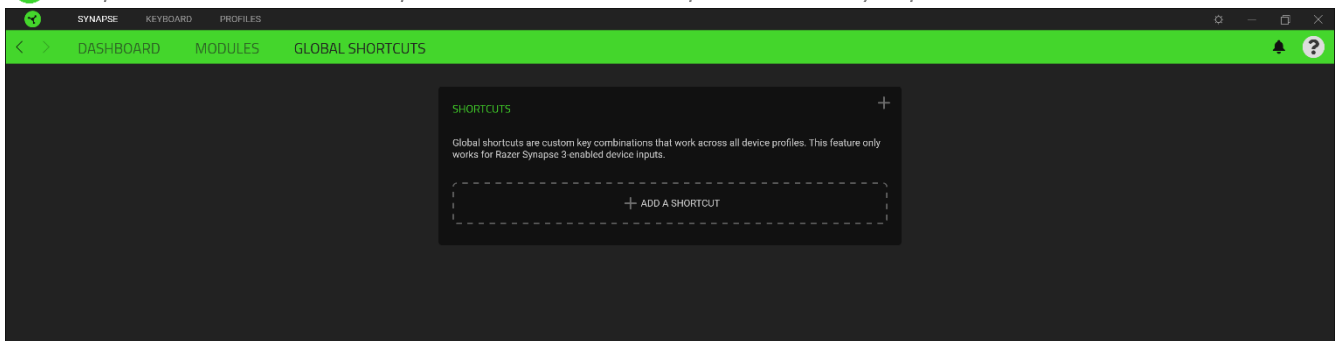 SYNAPSE KEYBOARD PROFILES
DASHBOARD MODULES GLOBAL SHORTCUTS
SHORTCUTS
Global shortcuts are custom key combinations that work across all device profiles. This feature only
works for Razer Synapse 3-enabled device inputs.
ADD A SHORTCUT